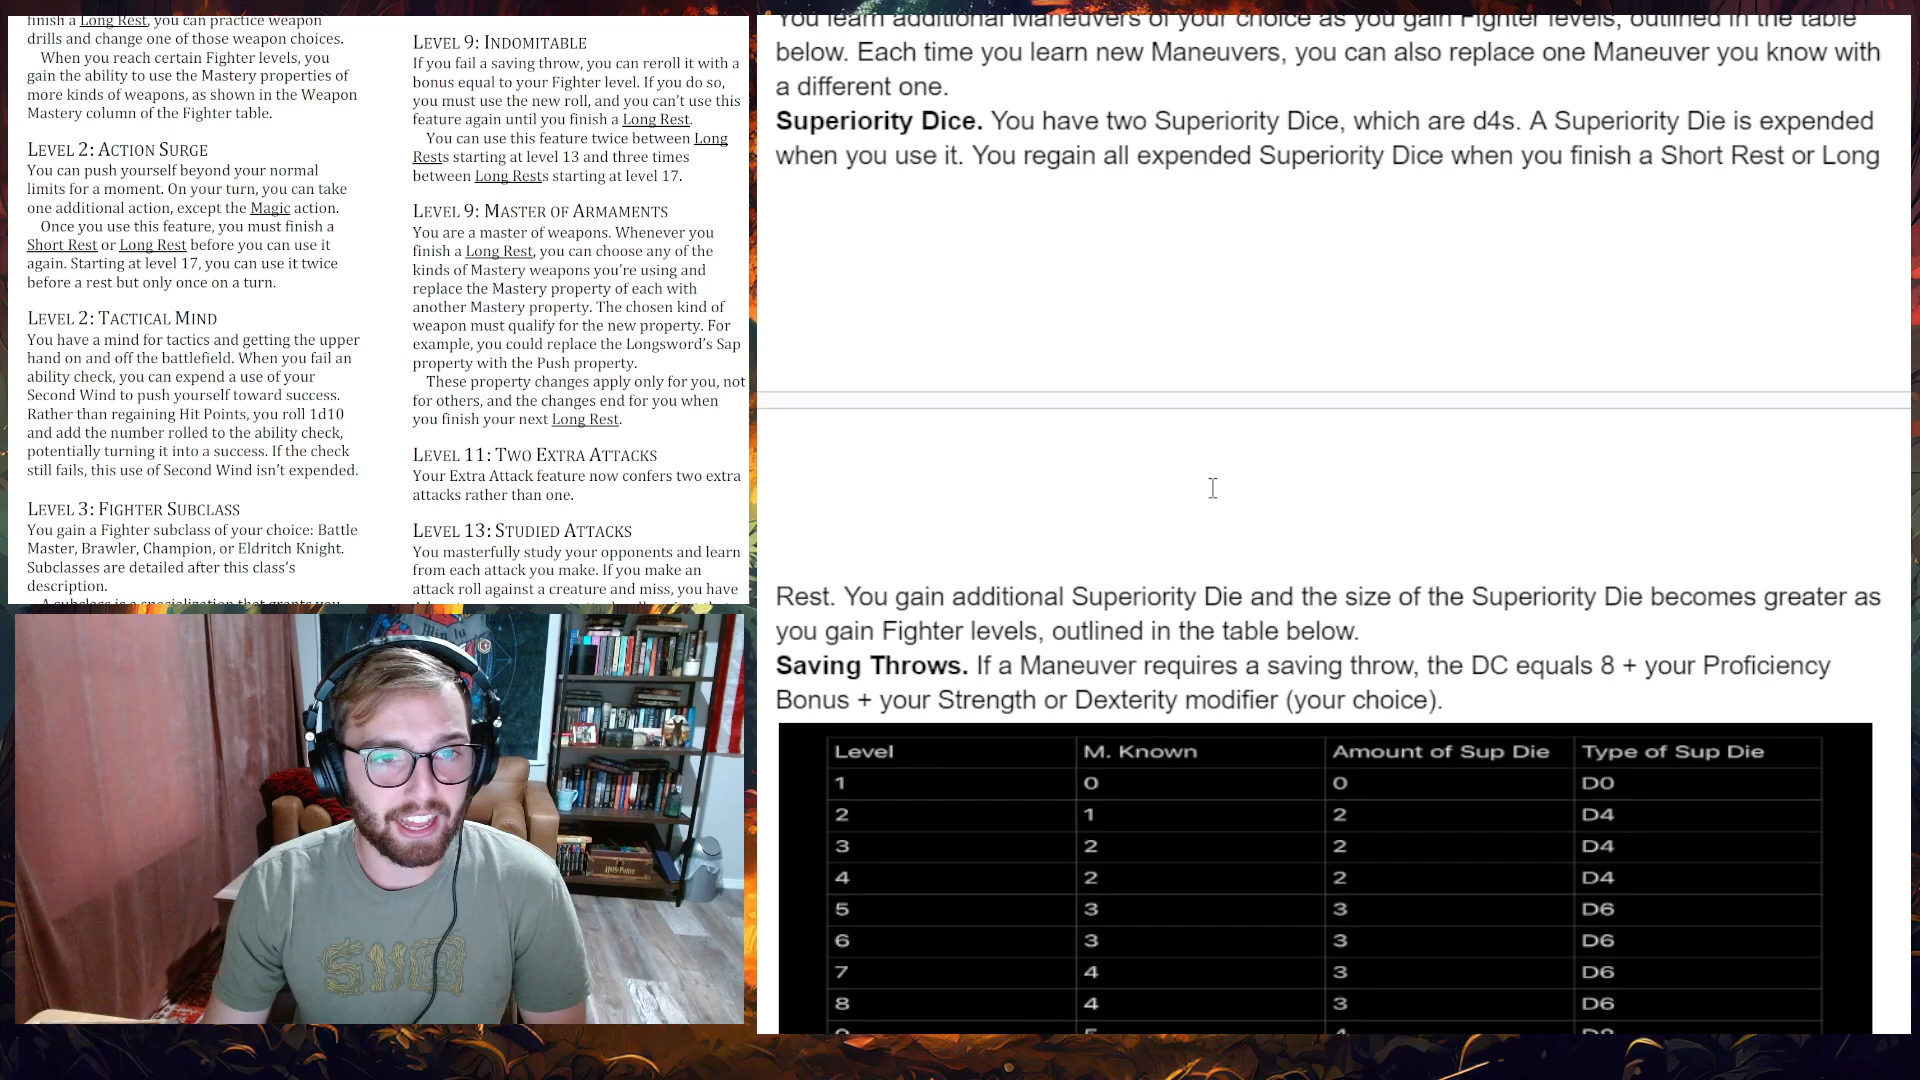 finish a Long Rest, you can practice weapon
drills and change one of those weapon choices.
When you reach certain Fighter levels, you
gain the ability to use the Mastery properties of
more kinds of weapons, as shown in the Weapon
Mastery column of the Fighter table.
LEVEL 2: ACTION SURGE
You can push yourself beyond your normal
limits for a moment. On your turn, you can take
one additional action, except the Magic action.
Once you use this feature, you must finish a
Short Rest or Long Rest before you can use it
again. Starting at level 17, you can use it twice
before a rest but only once on a turn.
LEVEL 2: TACTICAL MIND
You have a mind for tactics and getting the upper
hand on and off the battlefield. When you fail an
ability check, you can expend a use of your
Second Wind to push yourself toward success.
Rather than regaining Hit Points, you roll 1d10
and add the number rolled to the ability check,
potentially turning it into a success. If the check
still fails, this use of Second Wind isn't expended.
LEVEL 3: FIGHTER SUBCLASS
You gain a Fighter subclass of your choice: Battle
Master, Brawler, Champion, or Eldritch Knight.
Subclasses are detailed after this class's
description.
A subclass is a specialization that grants you
LEVEL 9: INDOMITABLE
If you fail a saving throw, you can reroll it with a
bonus equal to your Fighter level. If you do so,
you must use the new roll, and you can't use this
feature again until you finish a Long Rest.
You can use this feature twice between Long
Rests starting at level 13 and three times
between Long Rests starting at level 17.
LEVEL 9: MASTER OF ARMAMENTS
You are a master of weapons. Whenever you
finish a Long Rest, you can choose any of the
kinds of Mastery weapons you're using and
replace the Mastery property of each with
another Mastery property. The chosen kind of
weapon must qualify for the new property. For
example, you could replace the Longsword's Sap
property with the Push property.
These property changes apply only for you, not
for others, and the changes end for you when
you finish your next Long Rest.
LEVEL 11: TWO EXTRA ATTACKS
Your Extra Attack feature now confers two extra
attacks rather than one.
LEVEL 13: STUDIED ATTACKS
You masterfully study your opponents and learn
from each attack you make. If you make an
attack roll against a creature and miss, you have
You learn additional Maneuvers of your choice as you gain Fighter levels, outlined in the table
below. Each time you learn new Maneuvers, you can also replace one Maneuver you know with
a different one.
Superiority Dice. You have two Superiority Dice, which are d4s. A Superiority Die is expended
when you use it. You regain all expended Superiority Dice when you finish a Short Rest or Long
Rest. You gain additional Superiority Die and the size of the Superiority Die becomes greater as
you gain Fighter levels, outlined in the table below.
Saving Throws. If a Maneuver requires a saving throw, the DC equals 8 + your Proficiency
Bonus + your Strength or Dexterity modifier (your choice).
Level M. Known Amount of Sup Die Type of Sup Die
1 0 0 D0
2 1 2 D4
3 2 2 D4
4 2 2 D4
5 3 3 D6
6 3 3 D6
7 4 3 D6
8 4 3 D6
9 5 4 D8
Harry Potter